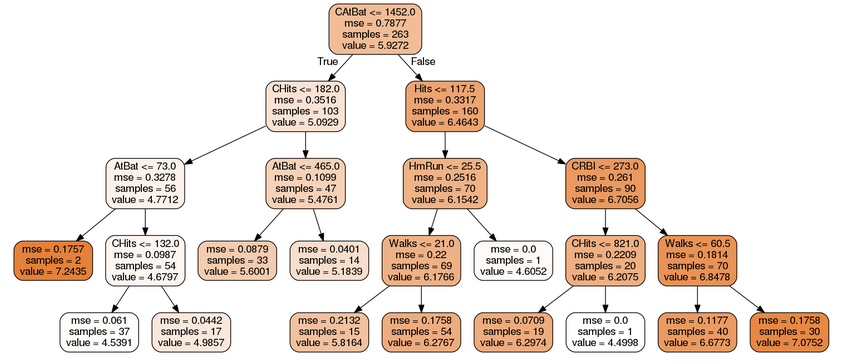 CAtBat <= 1452.0
mse = 0.7877
samples = 263
value = 5.9272
True
False
CHits <= 182.0
mse = 0.3516
samples = 103
value = 5.0929
Hits <= 117.5
mse = 0.3317
samples = 160
value = 6.4643
AtBat <= 73.0
mse = 0.3278
samples = 56
value = 4.7712
AtBat <= 465.0
mse = 0.1099
samples = 47
value = 5.4761
HmRun <= 25.5
mse = 0.2516
samples = 70
value = 6.1542
CRBI <= 273.0
mse = 0.261
samples = 90
value = 6.7056
mse = 0.1757
samples = 2
value = 7.2435
CHits <= 132.0
mse = 0.0987
samples = 54
value = 4.6797
mse = 0.0879
samples = 33
value = 5.6001
mse = 0.0401
samples = 14
value = 5.1839
Walks <= 21.0
mse = 0.22
samples = 69
value = 6.1766
mse = 0.0
samples = 1
value = 4.6052
CHits <= 821.0
mse = 0.2209
samples = 20
value = 6.2075
Walks <= 60.5
mse = 0.1814
samples = 70
value = 6.8478
mse = 0.061
samples = 37
value = 4.5391
mse = 0.0442
samples = 17
value = 4.9857
mse = 0.2132
samples = 15
value = 5.8164
mse = 0.1758
samples = 54
value = 6.2767
mse = 0.0709
samples = 19
value = 6.2974
mse = 0.0
samples = 1
value = 4.4998
mse = 0.1177
samples = 40
value = 6.6773
mse = 0.1758
samples = 30
value = 7.0752